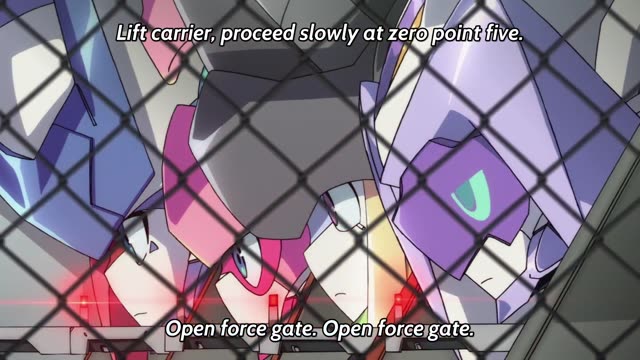 Lift carrier, proceed slowly at zero point five.
Open force gate. Open force gate.